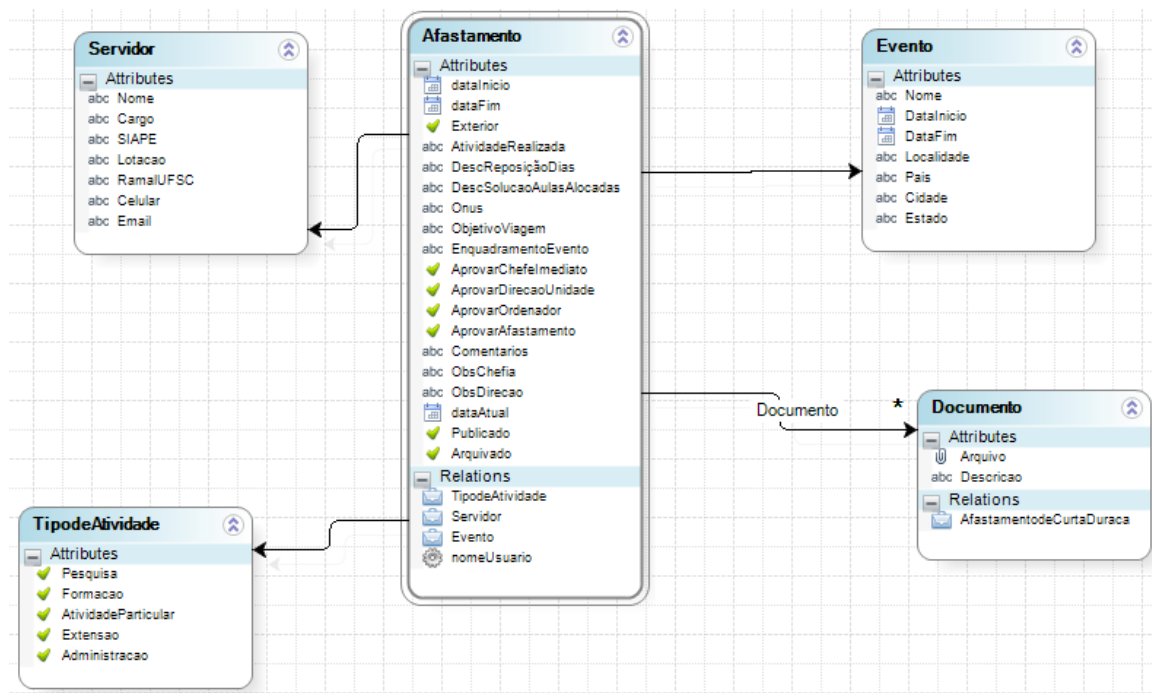 Servidor
Attributes
abc Nome
abc Cargo
abc SIAPE
abc Lotacao
abc RamalUFSC
abc Celular
abc Email
Afastamento
Attributes
dataInicio
dataFim
Exterior
abc AtividadeRealizada
abc DescReposiçãoDias
abc DescSolucaoAulasAlocadas
abc Onus
abc ObjetivoViagem
abc EnquadramentoEvento
AprovarChefeImediato
AprovarDirecaoUnidade
AprovarOrdenador
AprovarAfastamento
abc Comentarios
abc ObsChefia
abc ObsDirecao
dataAtual
Publicado
Arquivado
Relations
TipodeAtividade
Servidor
Evento
nomeUsuario
Evento
Attributes
abc Nome
DataInicio
DataFim
abc Localidade
abc Pais
abc Cidade
abc Estado
Documento
*
Documento
Attributes
Arquivo
abc Descricao
Relations
AfastamentodeCurtaDuraca
TipodeAtividade
Attributes
Pesquisa
Formacao
AtividadeParticular
Extensao
Administracao